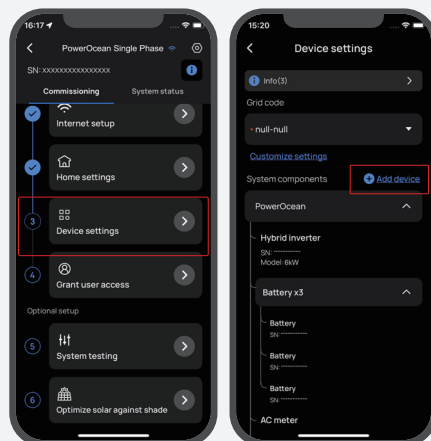 16:17
PowerOcean Single Phase
SN: xxxxxxxxxxxxxxx
Commissioning
System status
Internet setup
Home settings
3
Device settings
4
Grant user access
Optional setup
5
System testing
6
Optimize solar against shade
15:20
Device settings
Info(3)
Grid code
null-null
Customize settings
System components
Add device
PowerOcean
Hybrid inverter
SN:
Model: 6kW
Battery x3
Battery
SN:
Battery
SN:
Battery
SN:
AC meter